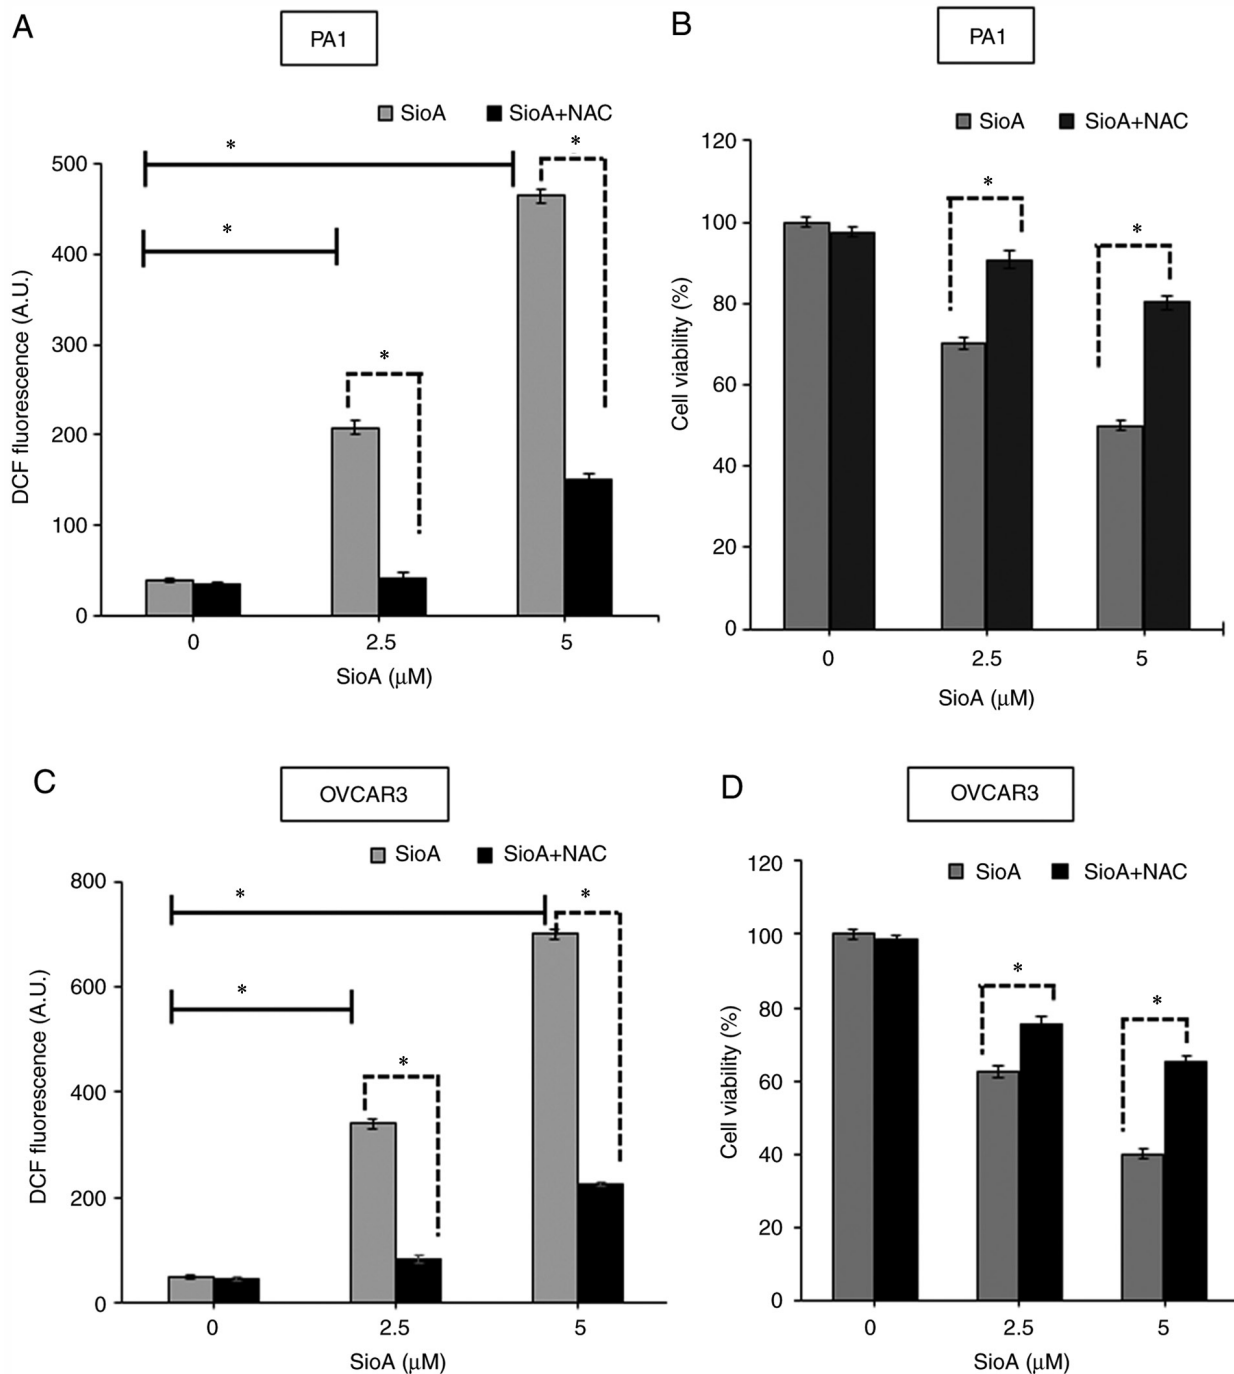 A
PA1
SioA SioA+NAC
*
*
*
*
500
400
300
200
100
0
DCF fluorescence (A.U.)
0 2.5 5
SioA (μM)
B
PA1
SioA SioA+NAC
*
*
120
100
80
60
40
20
0
Cell viability (%)
0 2.5 5
SioA (μM)
C
OVCAR3
SioA SioA+NAC
*
*
*
*
800
600
400
200
0
DCF fluorescence (A.U.)
0 2.5 5
SioA (μM)
D
OVCAR3
SioA SioA+NAC
*
*
120
100
80
60
40
20
0
Cell viability (%)
0 2.5 5
SioA (μM)